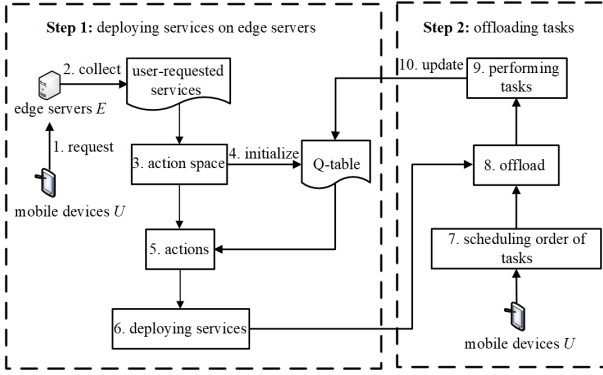 Step 1: deploying services on edge servers
2. collect
user-requested
services
edge servers E
1. request
mobile devices U
3. action space
4. initialize
Q-table
5. actions
6. deploying services
Step 2: offloading tasks
10. update
9. performing
tasks
8. offload
7. scheduling order of
tasks
mobile devices U